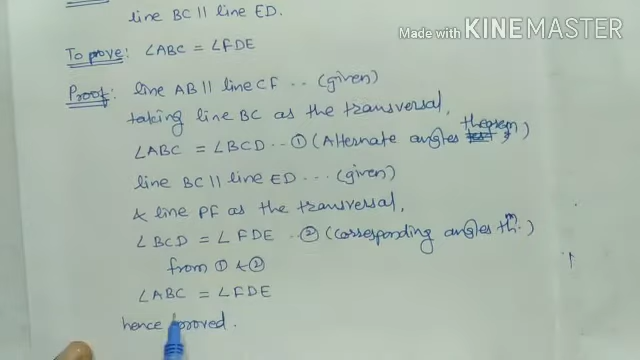 line BC || line ED.
Made with KINEMASTER
To prove: ∠ABC = ∠FDE
Proof: line AB || line CF .. (given)
taking line BC as the transversal,
∠ABC = ∠BCD .. ① (Alternate angles theorem)
line BC || line ED ... (given)
& line PF as the transversal,
∠BCD = ∠FDE .. ② (corresponding angles thm.)
from ① & ②
∠ABC = ∠FDE
hence proved.